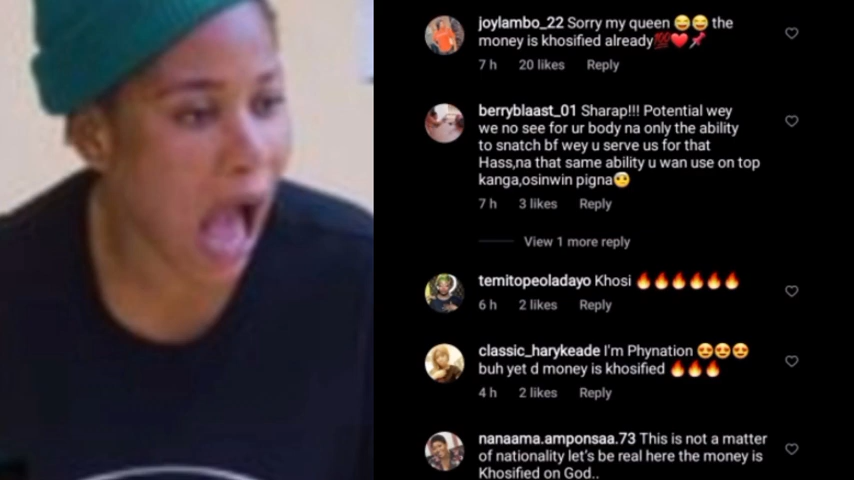 joylambo_22 Sorry my queen 😂😂 the
money is khosified already💯❤️📌
7 h 20 likes Reply
berryblaast_01 Sharap!!! Potential wey
we no see for ur body na only the ability
to snatch bf wey u serve us for that
Hass,na that same ability u wan use on top
kanga,osinwin pigna🤕
7 h 3 likes Reply
View 1 more reply
temitopeoladayo Khosi 🔥🔥🔥🔥🔥🔥
6 h 2 likes Reply
classic_harykeade I'm Phynation 😍😍😍
buh yet d money is khosified 🔥🔥🔥
4 h 2 likes Reply
nanaama.amponsaa.73 This is not a matter
of nationality let's be real here the money is
Khosified on God..